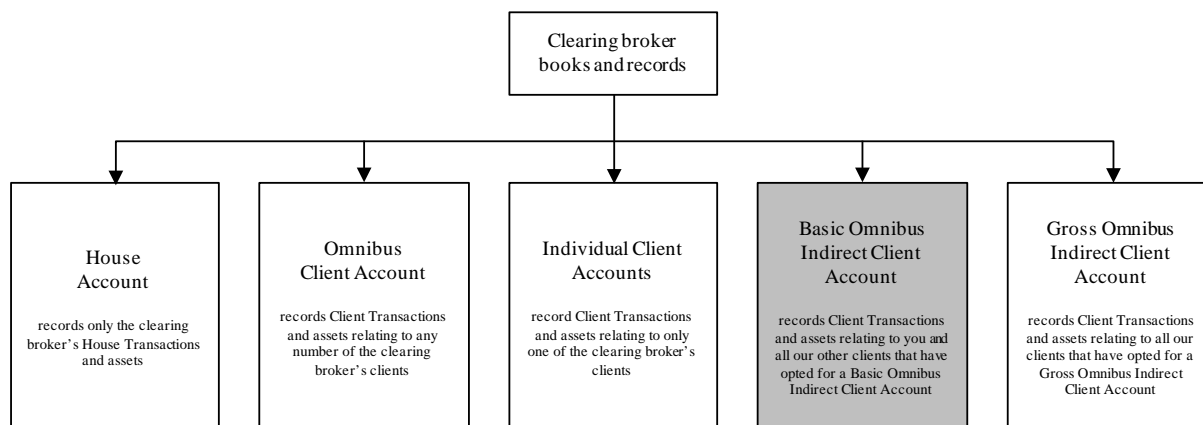 Clearing broker
books and records
House
Account
records only the clearing
broker's House Transactions
and assets
Omnibus
Client Account
records Client Transactions
and assets relating to any
number of the clearing
broker's clients
Individual Client
Accounts
record Client Transactions
and assets relating to only
one of the clearing broker's
clients
Basic Omnibus
Indirect Client
Account
records Client Transactions
and assets relating to you and
all our other clients that have
opted for a Basic Omnibus
Indirect Client Account
Gross Omnibus
Indirect Client
Account
records Client Transactions
and assets relating to all our
clients that have opted for a
Gross Omnibus Indirect
Client Account